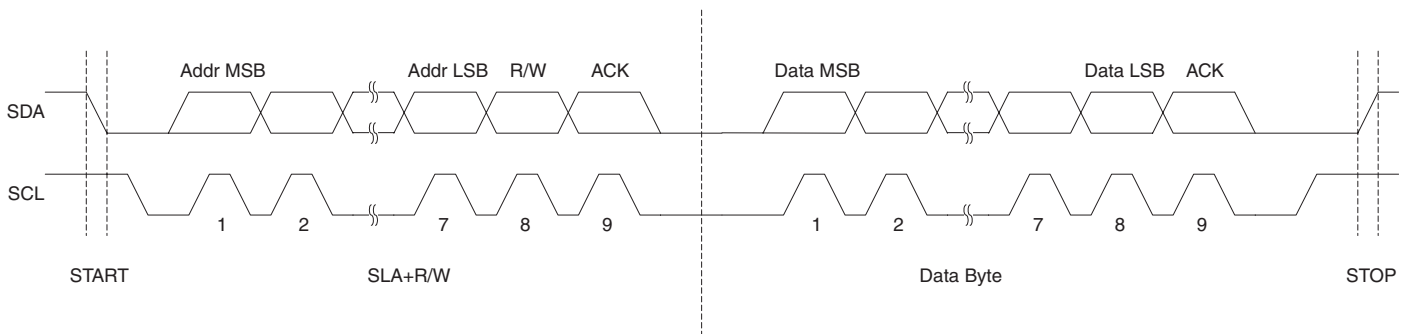 Addr MSB Addr LSB R/W ACK Data MSB Data LSB ACK
SDA
SCL
1 2 7 8 9 1 2 7 8 9
START SLA+R/W Data Byte STOP